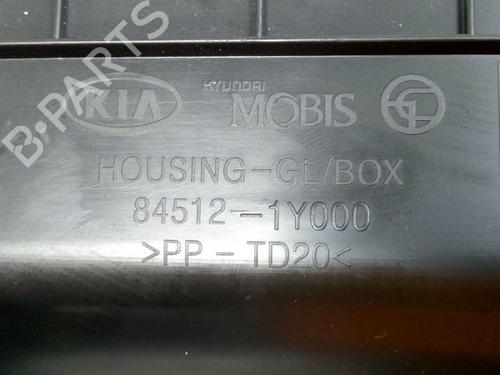 KIA
HYUNDAI
MOBIS
HOUSING-GL/BOX
84512-1Y000
>PP-TD20<
B-PARTS